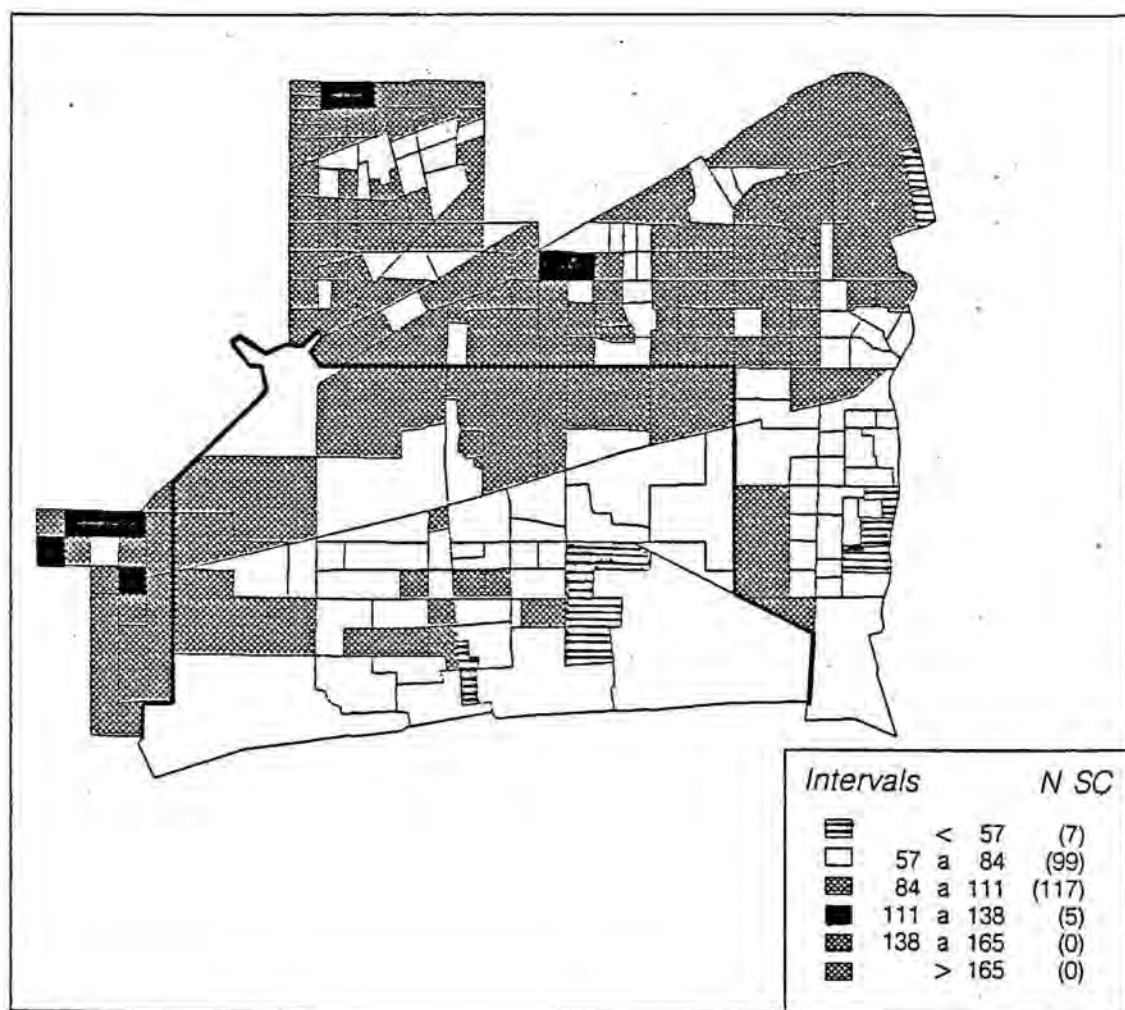 Intervals N SC
< 57 (7)
57 a 84 (99)
84 a 111 (117)
111 a 138 (5)
138 a 165 (0)
> 165 (0)